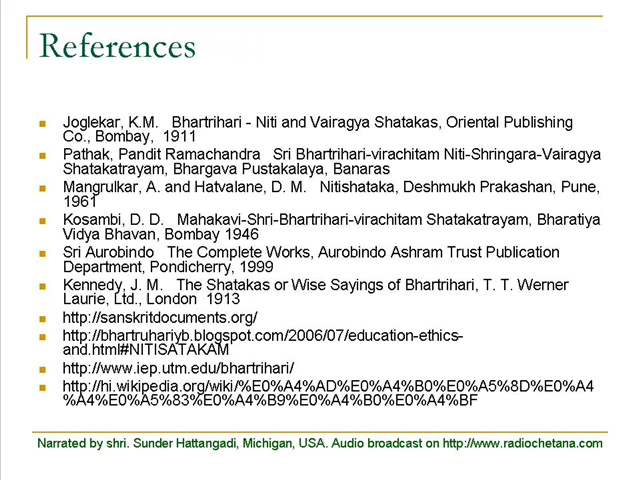 References
Joglekar, K.M. Bhartrihari - Niti and Vairagya Shatakas, Oriental Publishing
Co., Bombay, 1911
Pathak, Pandit Ramachandra Sri Bhartrihari-virachitam Niti-Shringara-Vairagya
Shatakatrayam, Bhargava Pustakalaya, Banaras
Mangrulkar, A. and Hatvalane, D. M. Nitishataka, Deshmukh Prakashan, Pune,
1961
Kosambi, D. D. Mahakavi-Shri-Bhartrihari-virachitam Shatakatrayam, Bharatiya
Vidya Bhavan, Bombay 1946
Sri Aurobindo The Complete Works, Aurobindo Ashram Trust Publication
Department, Pondicherry, 1999
Kennedy, J. M. The Shatakas or Wise Sayings of Bhartrihari, T. T. Werner
Laurie, Ltd., London 1913
http://sanskritdocuments.org/
http://bhartruhariyb.blogspot.com/2006/07/education-ethics-
and.html#NITISATAKAM
http://www.iep.utm.edu/bhartrihari/
http://hi.wikipedia.org/wiki/%E0%A4%AD%E0%A4%B0%E0%A5%8D%E0%A4
%A4%E0%A5%83%E0%A4%B9%E0%A4%B0%E0%A4%BF
Narrated by shri. Sunder Hattangadi, Michigan, USA. Audio broadcast on http://www.radiochetana.com